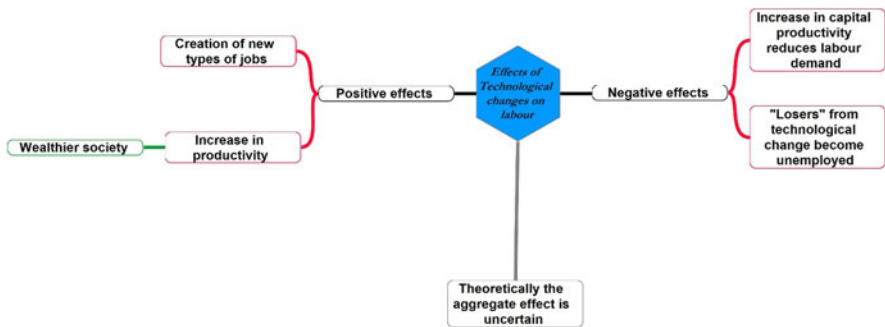 Creation of new
types of jobs
Positive effects
Wealthier society
Increase in
productivity
Effects of
Technological
changes on
labour
Negative effects
Increase in capital
productivity
reduces labour
demand
"Losers" from
technological
change become
unemployed
Theoretically the
aggregate effect is
uncertain